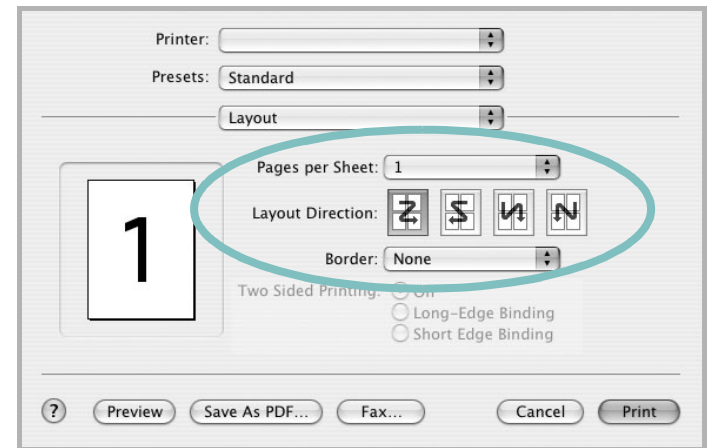 Printer:
Presets: Standard
Layout
Pages per Sheet: 1
Layout Direction:
1
Border: None
Two Sided Printing:
Long-Edge Binding
Short Edge Binding
? Preview Save As PDF... Fax... Cancel Print